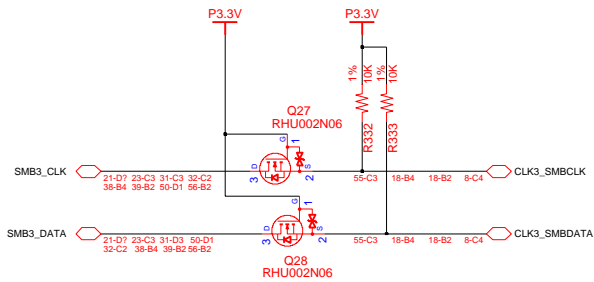 P3.3V
P3.3V
1%
10K
1%
10K
R332
R333
Q27
RHU002N06
G
1
D
S
3
2
SMB3_CLK
21-D? 23-C3 31-C3 32-C2
38-B4 39-B2 50-D1 56-B2
55-C3 18-B4 18-B2 8-C4
CLK3_SMBCLK
G
1
D
S
3
2
SMB3_DATA
21-D? 23-C3 31-D3 50-D1
32-C2 38-B4 39-B2 56-B2
55-C3 18-B4 18-B2 8-C4
CLK3_SMBDATA
Q28
RHU002N06